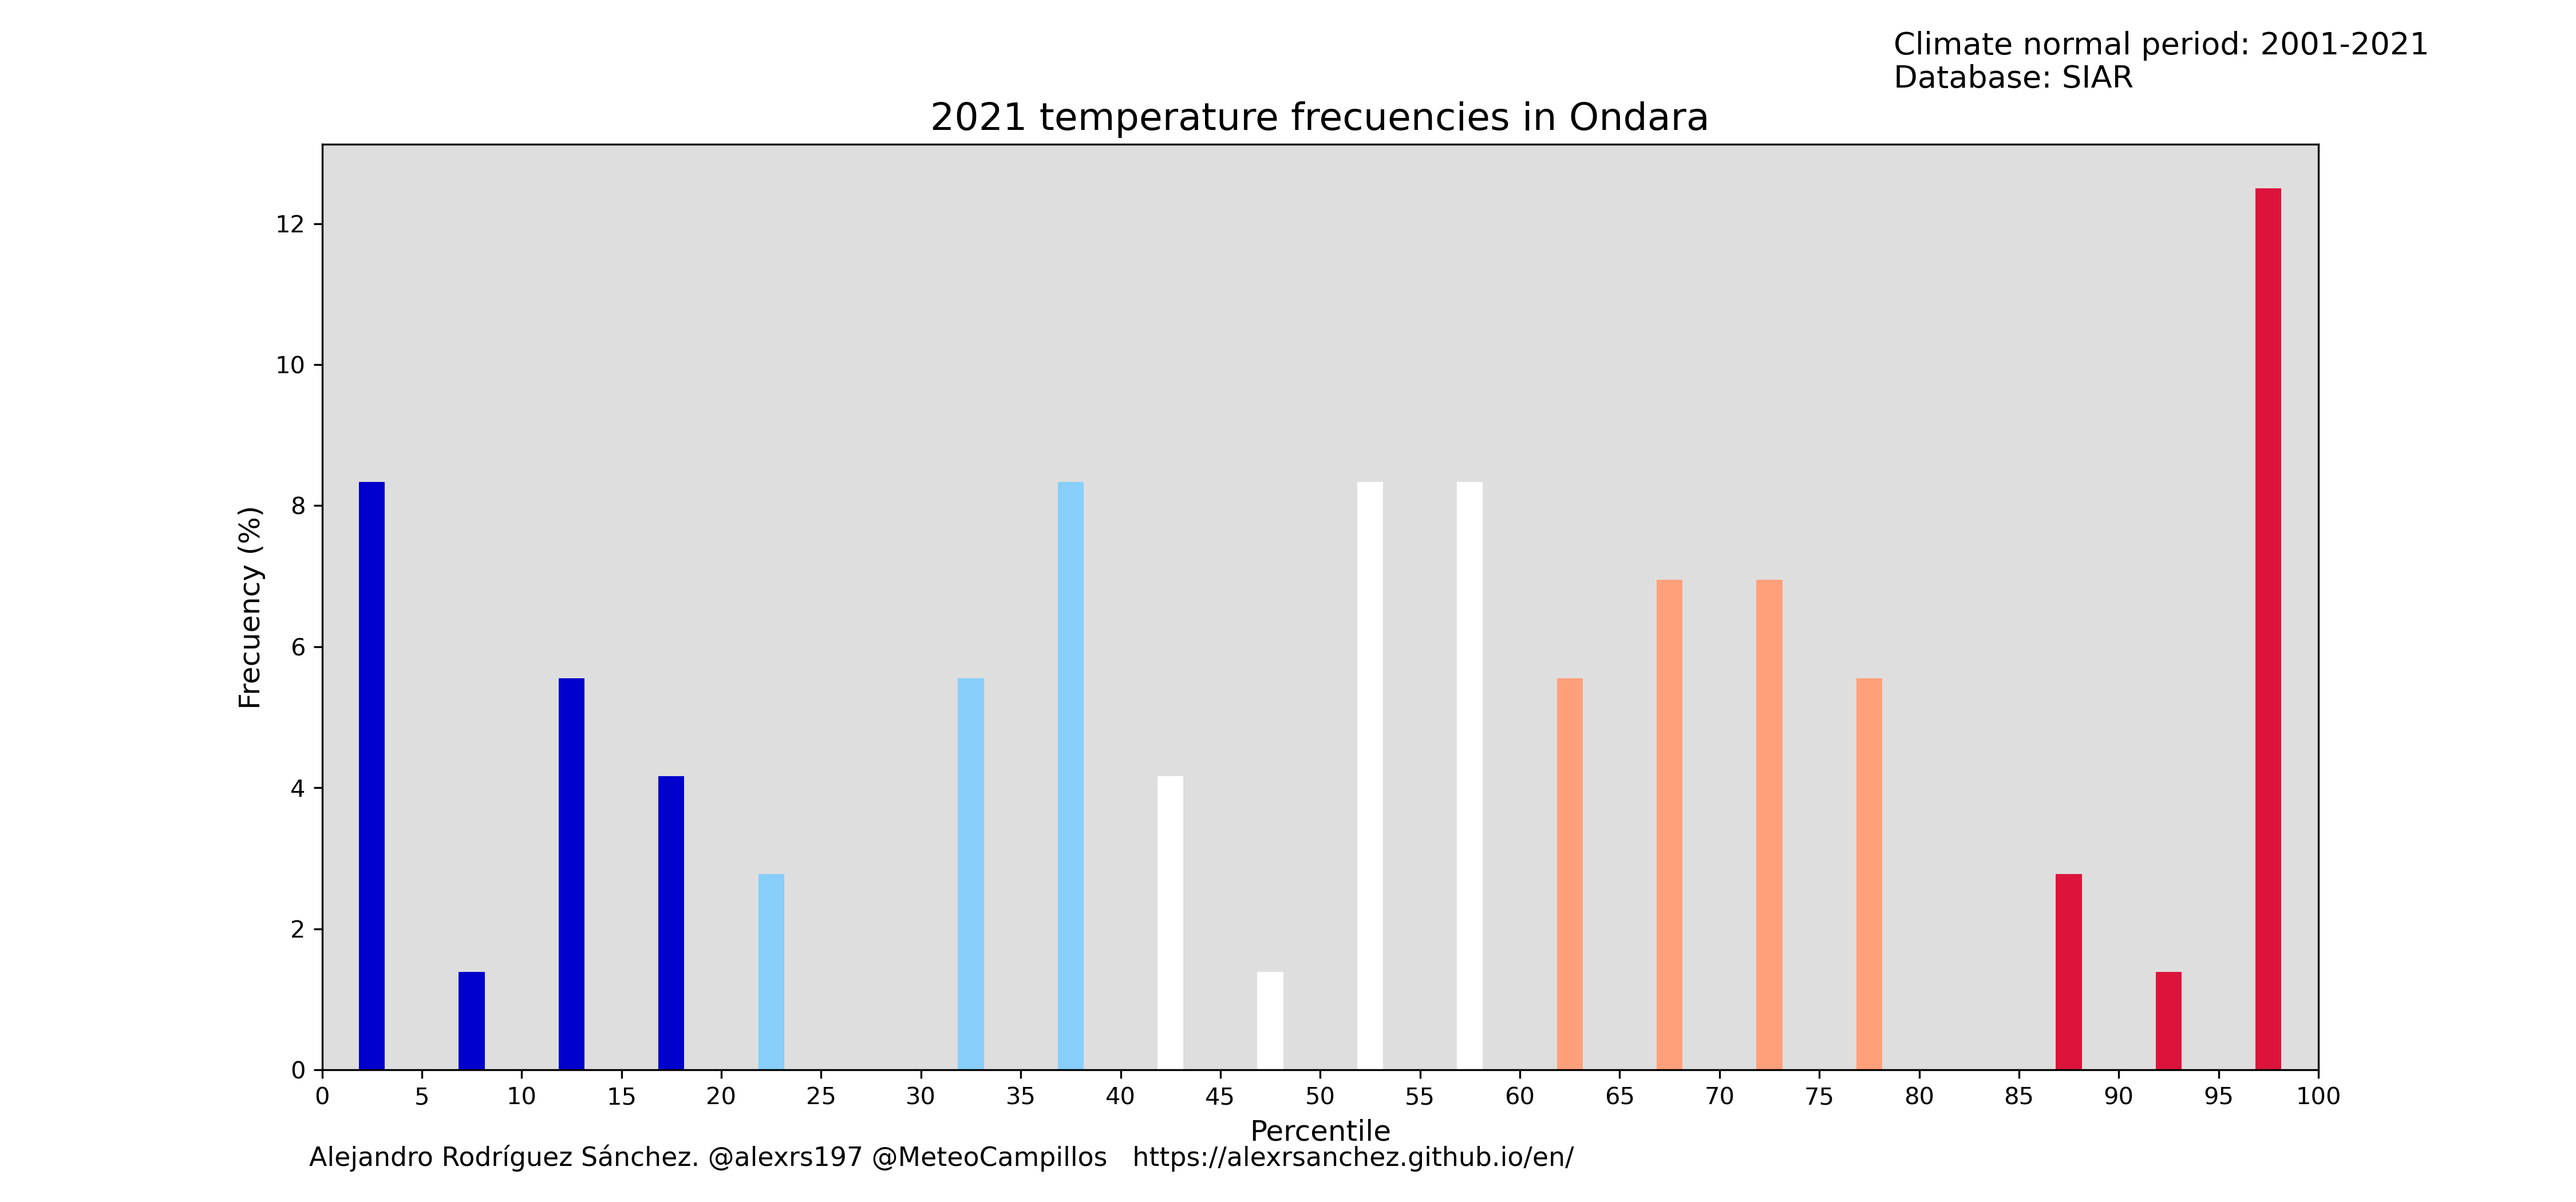 Climate normal period: 2001-2021
Database: SIAR
2021 temperature frecuencies in Ondara
12
10
8
6
4
2
0
Frecuency (%)
0 5 10 15 20 25 30 35 40 45 50 55 60 65 70 75 80 85 90 95 100
Percentile
Alejandro Rodríguez Sánchez. @alexrs197 @MeteoCampillos https://alexrsanchez.github.io/en/